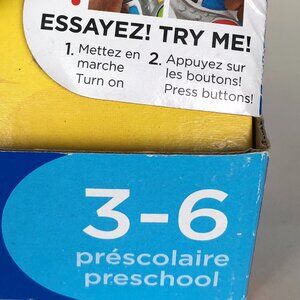 ESSAYEZ! TRY ME!
1. Mettez en marche
Turn on
2. Appuyez sur les boutons!
Press buttons!
3-6
préscolaire
preschool